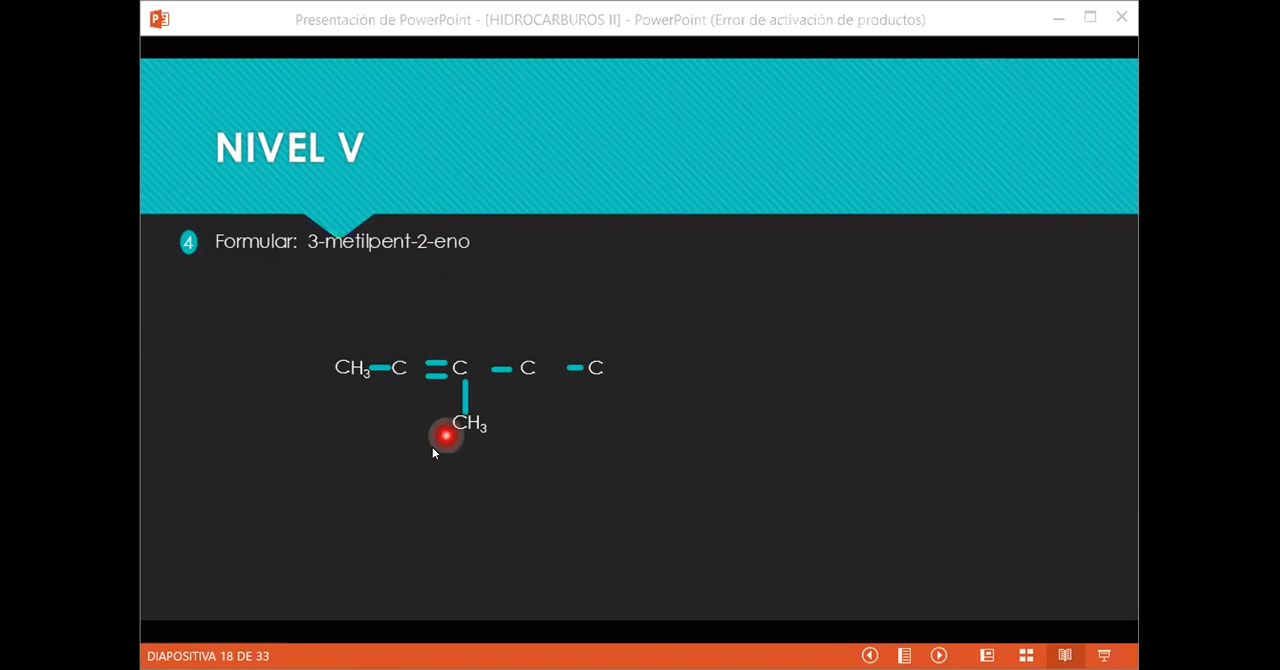 Presentación de PowerPoint - [HIDROCARBUROS II] - PowerPoint (Error de activación de productos)
NIVEL V
4 Formular: 3-metilpent-2-eno
CH₃ - C = C - C - C
CH₃
DIAPOSITIVA 18 DE 33